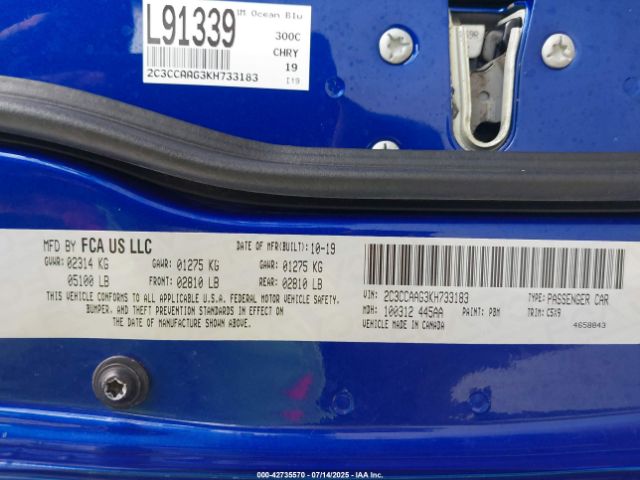 UM Ocean Blu
L91339
300C
CHRY
2C3CCAAG3KH733183
19
I19
MFD BY FCA US LLC
DATE OF MFR(BUILT): 10-19
GVWR: 02314 KG GAWR: 01275 KG GAWR: 01275 KG
05100 LB FRONT: 02810 LB REAR: 02810 LB
THIS VEHICLE CONFORMS TO ALL APPLICABLE U.S. FEDERAL MOTOR VEHICLE SAFETY,
BUMPER, AND THEFT PREVENTION STANDARDS IN EFFECT ON
THE DATE OF MANUFACTURE SHOWN ABOVE.
VIN: 2C3CCAAG3KH733183 TYPE: PASSENGER CAR
MDH: 100312 445AA PAINT: PBM TRIM: C5X9
VEHICLE MADE IN CANADA 4658843
000-42735570 - 07/14/2025 - IAA Inc.